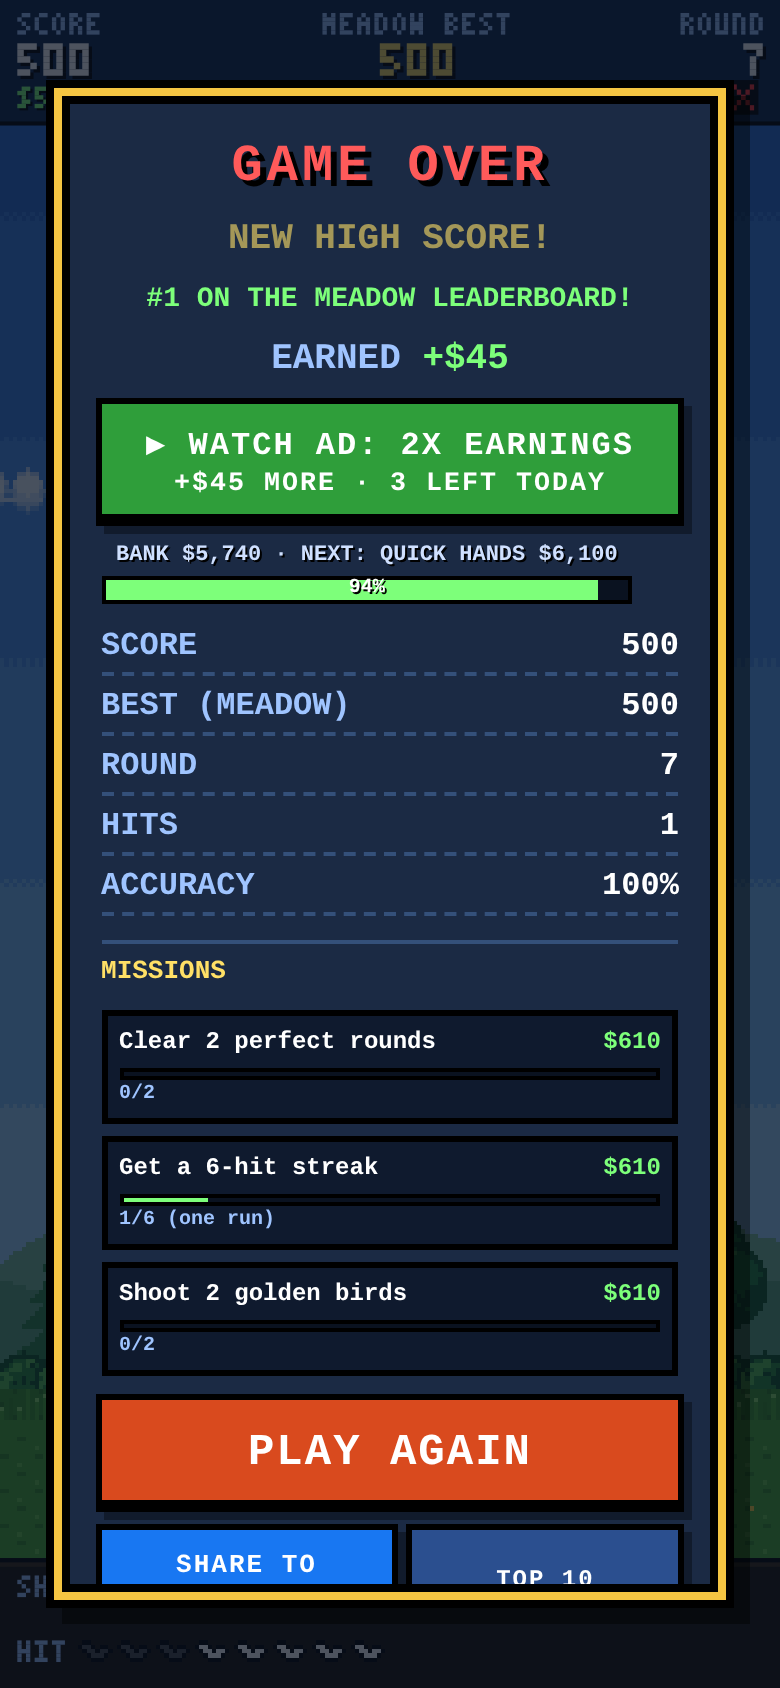 SCORE MEADOW BEST ROUND
500 500 7
GAME OVER
NEW HIGH SCORE!
#1 ON THE MEADOW LEADERBOARD!
EARNED +$45
▶ WATCH AD: 2X EARNINGS
+$45 MORE · 3 LEFT TODAY
BANK $5,740 · NEXT: QUICK HANDS $6,100
94%
SCORE 500
BEST (MEADOW) 500
ROUND 7
HITS 1
ACCURACY 100%
MISSIONS
Clear 2 perfect rounds $610
0/2
Get a 6-hit streak $610
1/6 (one run)
Shoot 2 golden birds $610
0/2
PLAY AGAIN
SHARE TO
TOP 10
HIT